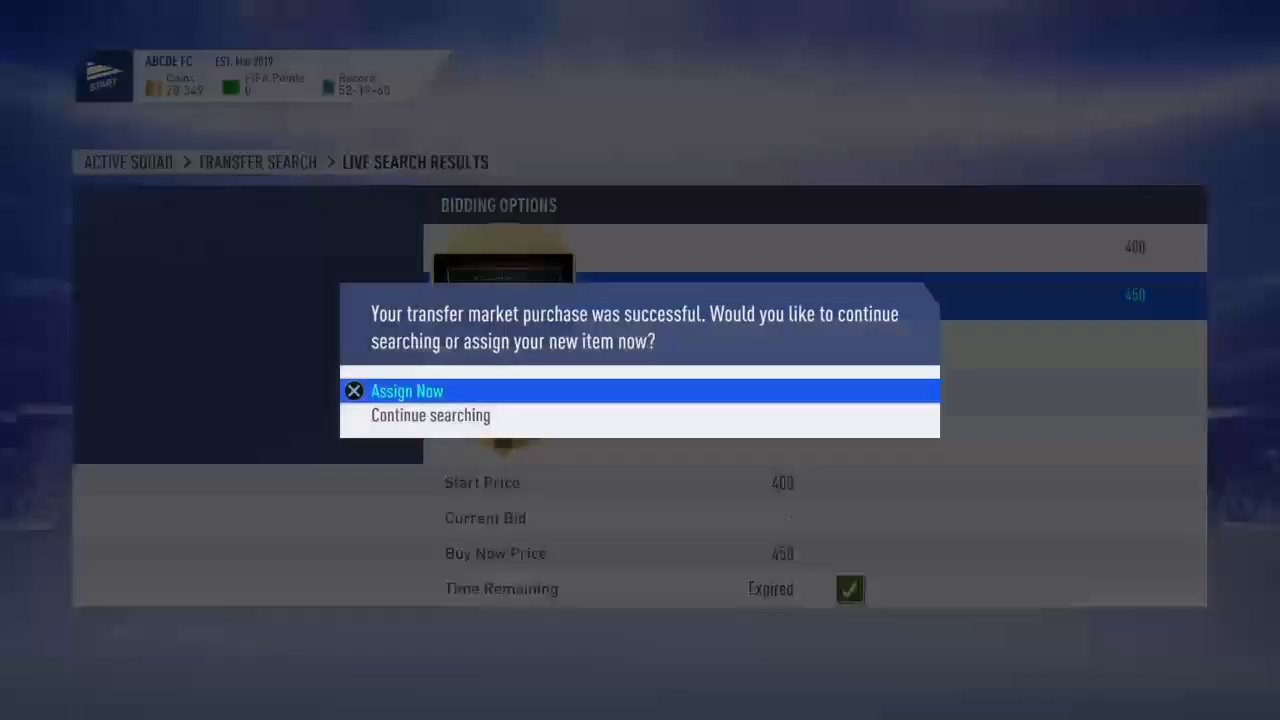 START
ABCDE FC EST. Mar 2019
Coins FIFA Points Record
0
ACTIVE SQUAD > TRANSFER SEARCH > LIVE SEARCH RESULTS
BIDDING OPTIONS
400
450
Your transfer market purchase was successful. Would you like to continue
searching or assign your new item now?
Assign Now
Continue searching
Start Price 400
Current Bid -
Buy Now Price 450
Time Remaining Expired